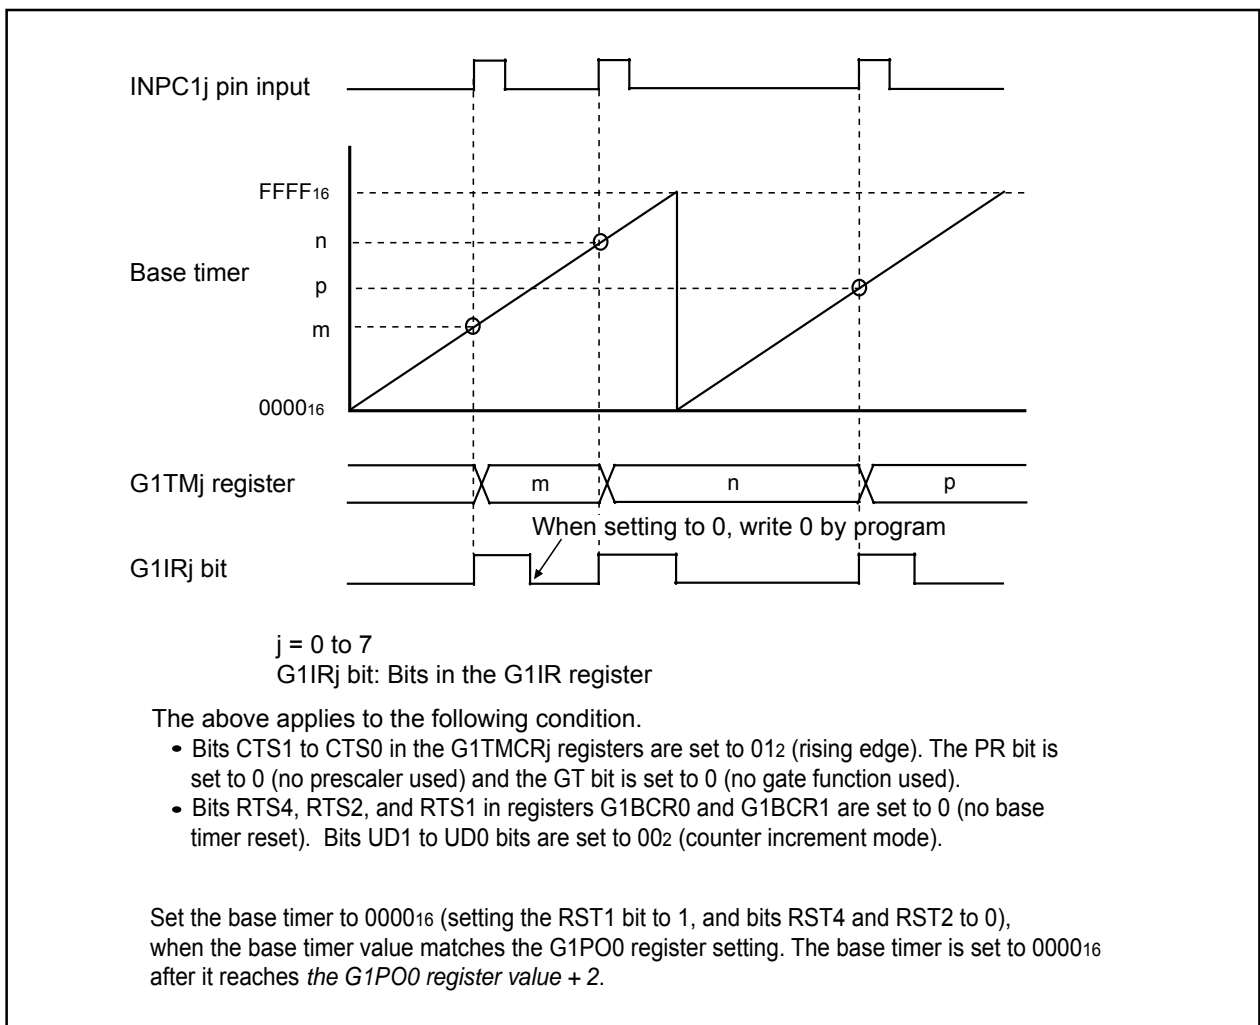 INPC1j pin input
FFFF16
n
Base timer
p
m
000016
G1TMj register
m
n
p
When setting to 0, write 0 by program
G1IRj bit
j = 0 to 7
G1IRj bit: Bits in the G1IR register
The above applies to the following condition.
• Bits CTS1 to CTS0 in the G1TMCRj registers are set to 012 (rising edge). The PR bit is
set to 0 (no prescaler used) and the GT bit is set to 0 (no gate function used).
• Bits RTS4, RTS2, and RTS1 in registers G1BCR0 and G1BCR1 are set to 0 (no base
timer reset). Bits UD1 to UD0 bits are set to 002 (counter increment mode).
Set the base timer to 000016 (setting the RST1 bit to 1, and bits RST4 and RST2 to 0),
when the base timer value matches the G1PO0 register setting. The base timer is set to 000016
after it reaches the G1PO0 register value + 2.